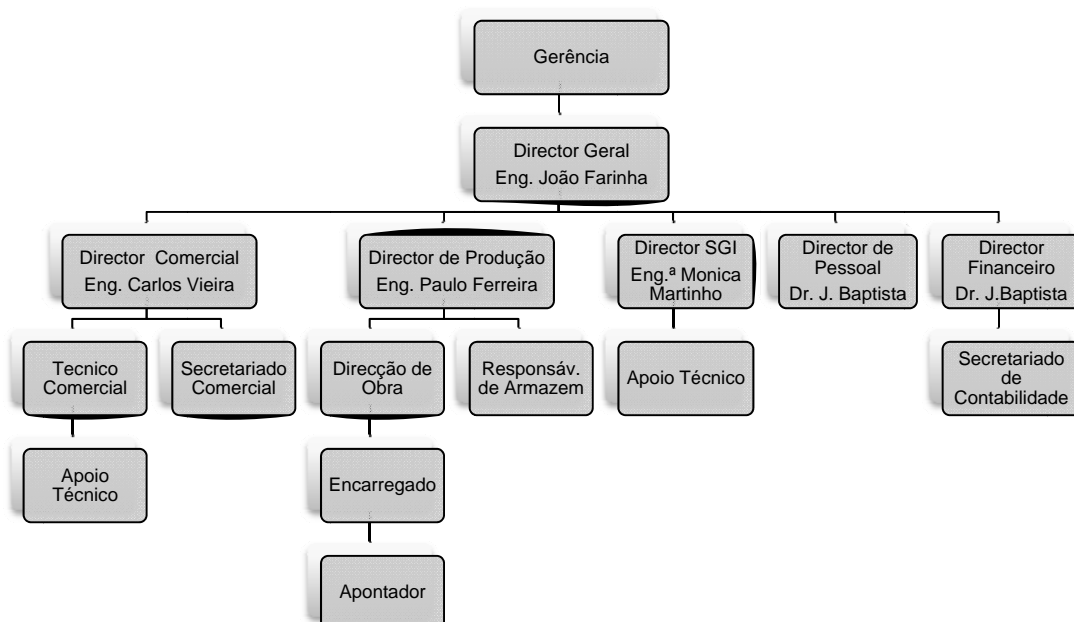 Gerência
Director Geral
Eng. João Farinha
Director Comercial
Eng. Carlos Vieira
Director de Produção
Eng. Paulo Ferreira
Director SGI
Eng.ª Monica
Martinho
Director de
Pessoal
Dr. J. Baptista
Director
Financeiro
Dr. J.Baptista
Tecnico
Comercial
Secretariado
Comercial
Direcção de
Obra
Responsáv.
de Armazem
Apoio Técnico
Secretariado
de
Contabilidade
Apoio
Técnico
Encarregado
Apontador